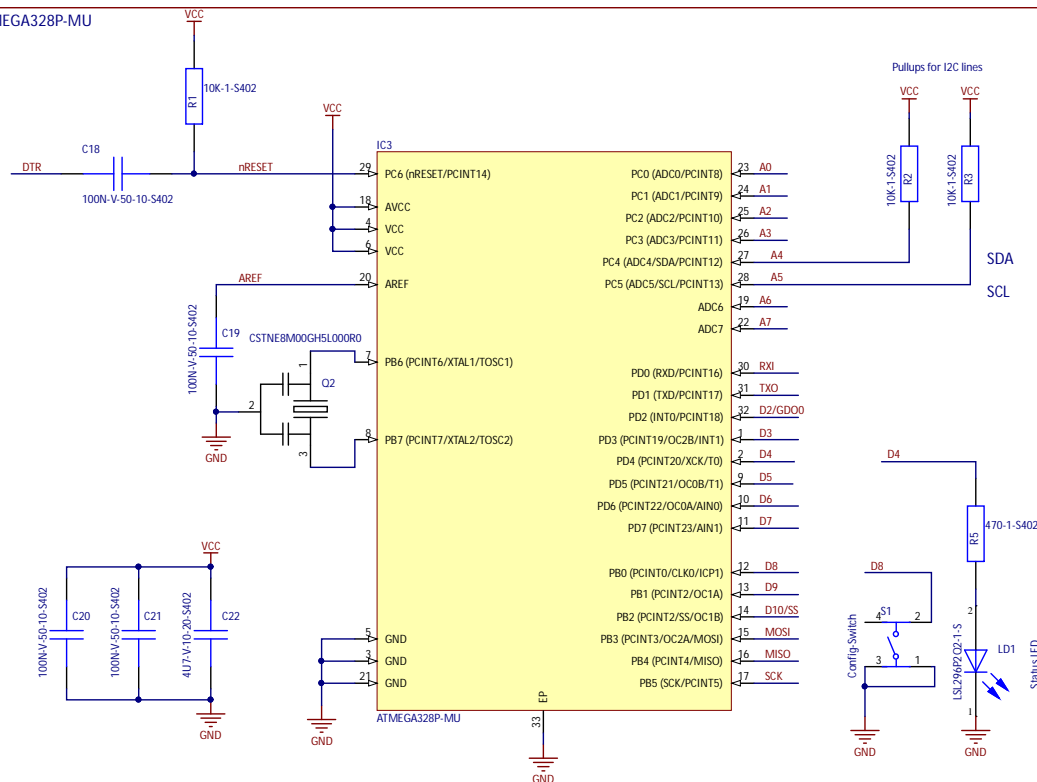 MEGA328P-MU
VCC
10K-1-S402
R1
Pullups for I2C lines
VCC
VCC
VCC
10K-1-S402
R2
10K-1-S402
R3
C18
DTR
nRESET
100N-V-50-10-S402
IC3
29 PC6 (nRESET/PCINT14)
18 AVCC
4 VCC
6 VCC
AREF
20 AREF
PC0 (ADC0/PCINT8) 23 A0
PC1 (ADC1/PCINT9) 24 A1
PC2 (ADC2/PCINT10) 25 A2
PC3 (ADC3/PCINT11) 26 A3
PC4 (ADC4/SDA/PCINT12) 27 A4
SDA
PC5 (ADC5/SCL/PCINT13) 28 A5
SCL
ADC6 19 A6
ADC7 22 A7
100N-V-50-10-S402
C19
GND
CSTNE8M00GH5L000R0
1
Q2
2
3
7 PB6 (PCINT6/XTAL1/TOSC1)
8 PB7 (PCINT7/XTAL2/TOSC2)
PD0 (RXD/PCINT16) 30 RXI
PD1 (TXD/PCINT17) 31 TXO
PD2 (INT0/PCINT18) 32 D2/GDO0
PD3 (PCINT19/OC2B/INT1) 1 D3
PD4 (PCINT20/XCK/T0) 2 D4
PD5 (PCINT21/OC0B/T1) 9 D5
PD6 (PCINT22/OC0A/AIN0) 10 D6
PD7 (PCINT23/AIN1) 11 D7
PB0 (PCINT0/CLK0/ICP1) 12 D8
PB1 (PCINT2/OC1A) 13 D9
PB2 (PCINT2/SS/OC1B) 14 D10/SS
PB3 (PCINT3/OC2A/MOSI) 15 MOSI
PB4 (PCINT4/MISO) 16 MISO
PB5 (SCK/PCINT5) 17 SCK
5 GND
3 GND
21 GND
GND
EP
33
GND
ATMEGA328P-MU
VCC
100N-V-50-10-S402
C20
100N-V-50-10-S402
C21
4U7-V-10-20-S402
C22
GND
D4
R5
470-1-S402
D8
S1
4
2
3
1
Config-Switch
GND
2
LSL296P2Q2-1-S
LD1
1
Status LED
GND